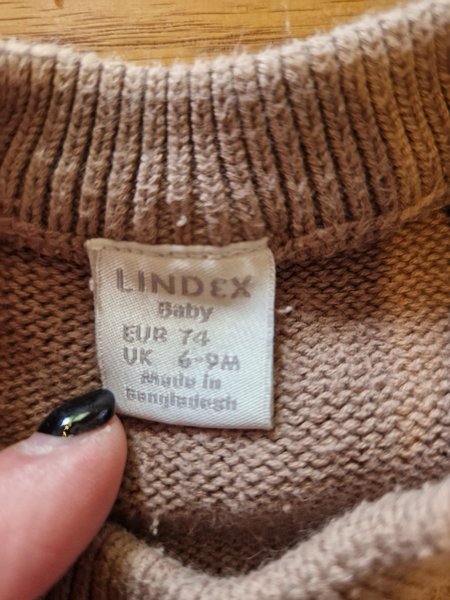 LINDEX
Baby
EUR 74
UK 6-9M
Made in
Bangladesh